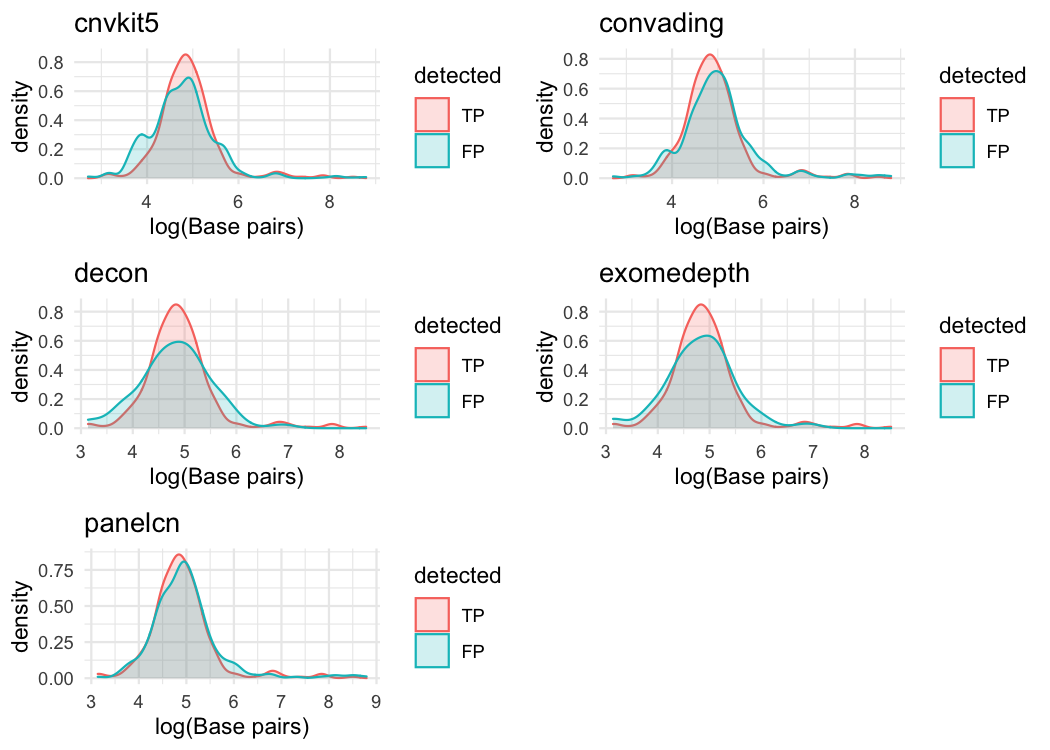 cnvkit5
density
0.8
0.6
0.4
0.2
0.0
4 6 8
log(Base pairs)
detected
TP
FP
convading
density
0.8
0.6
0.4
0.2
0.0
4 6 8
log(Base pairs)
detected
TP
FP
decon
density
0.8
0.6
0.4
0.2
0.0
3 4 5 6 7 8
log(Base pairs)
detected
TP
FP
exomedepth
density
0.8
0.6
0.4
0.2
0.0
3 4 5 6 7 8
log(Base pairs)
detected
TP
FP
panelcn
density
0.75
0.50
0.25
0.00
3 4 5 6 7 8 9
log(Base pairs)
detected
TP
FP